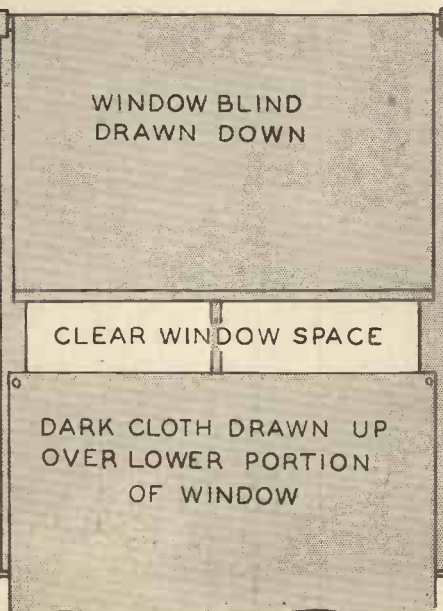 WINDOW BLIND
DRAWN DOWN
CLEAR WINDOW SPACE
DARK CLOTH DRAWN UP
OVER LOWER PORTION
OF WINDOW